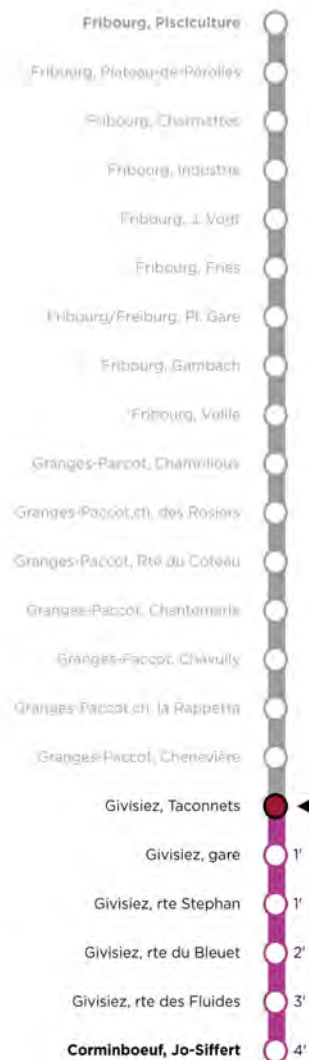 Fribourg, Pisciculture
Fribourg, Plateau-de-Pérolles
Fribourg, Charmettes
Fribourg, Industrie
Fribourg, J. Vogt
Fribourg, Fries
Fribourg/Freiburg, Pl. Gare
Fribourg, Gambach
Fribourg, Veille
Granges-Paccot, Chamblioux
Granges-Paccot,ch. des Rosiers
Granges-Paccot, Rte du Coteau
Granges-Paccot, Chantemerle
Granges-Paccot, Chavully
Granges-Paccot,ch. la Rappetta
Granges-Paccot, Chenevière
Givisiez, Taconnets
Givisiez, gare 1'
Givisiez, rte Stephan 1'
Givisiez, rte du Bleuet 2'
Givisiez, rte des Fluides 3'
Corminboeuf, Jo-Siffert 4'